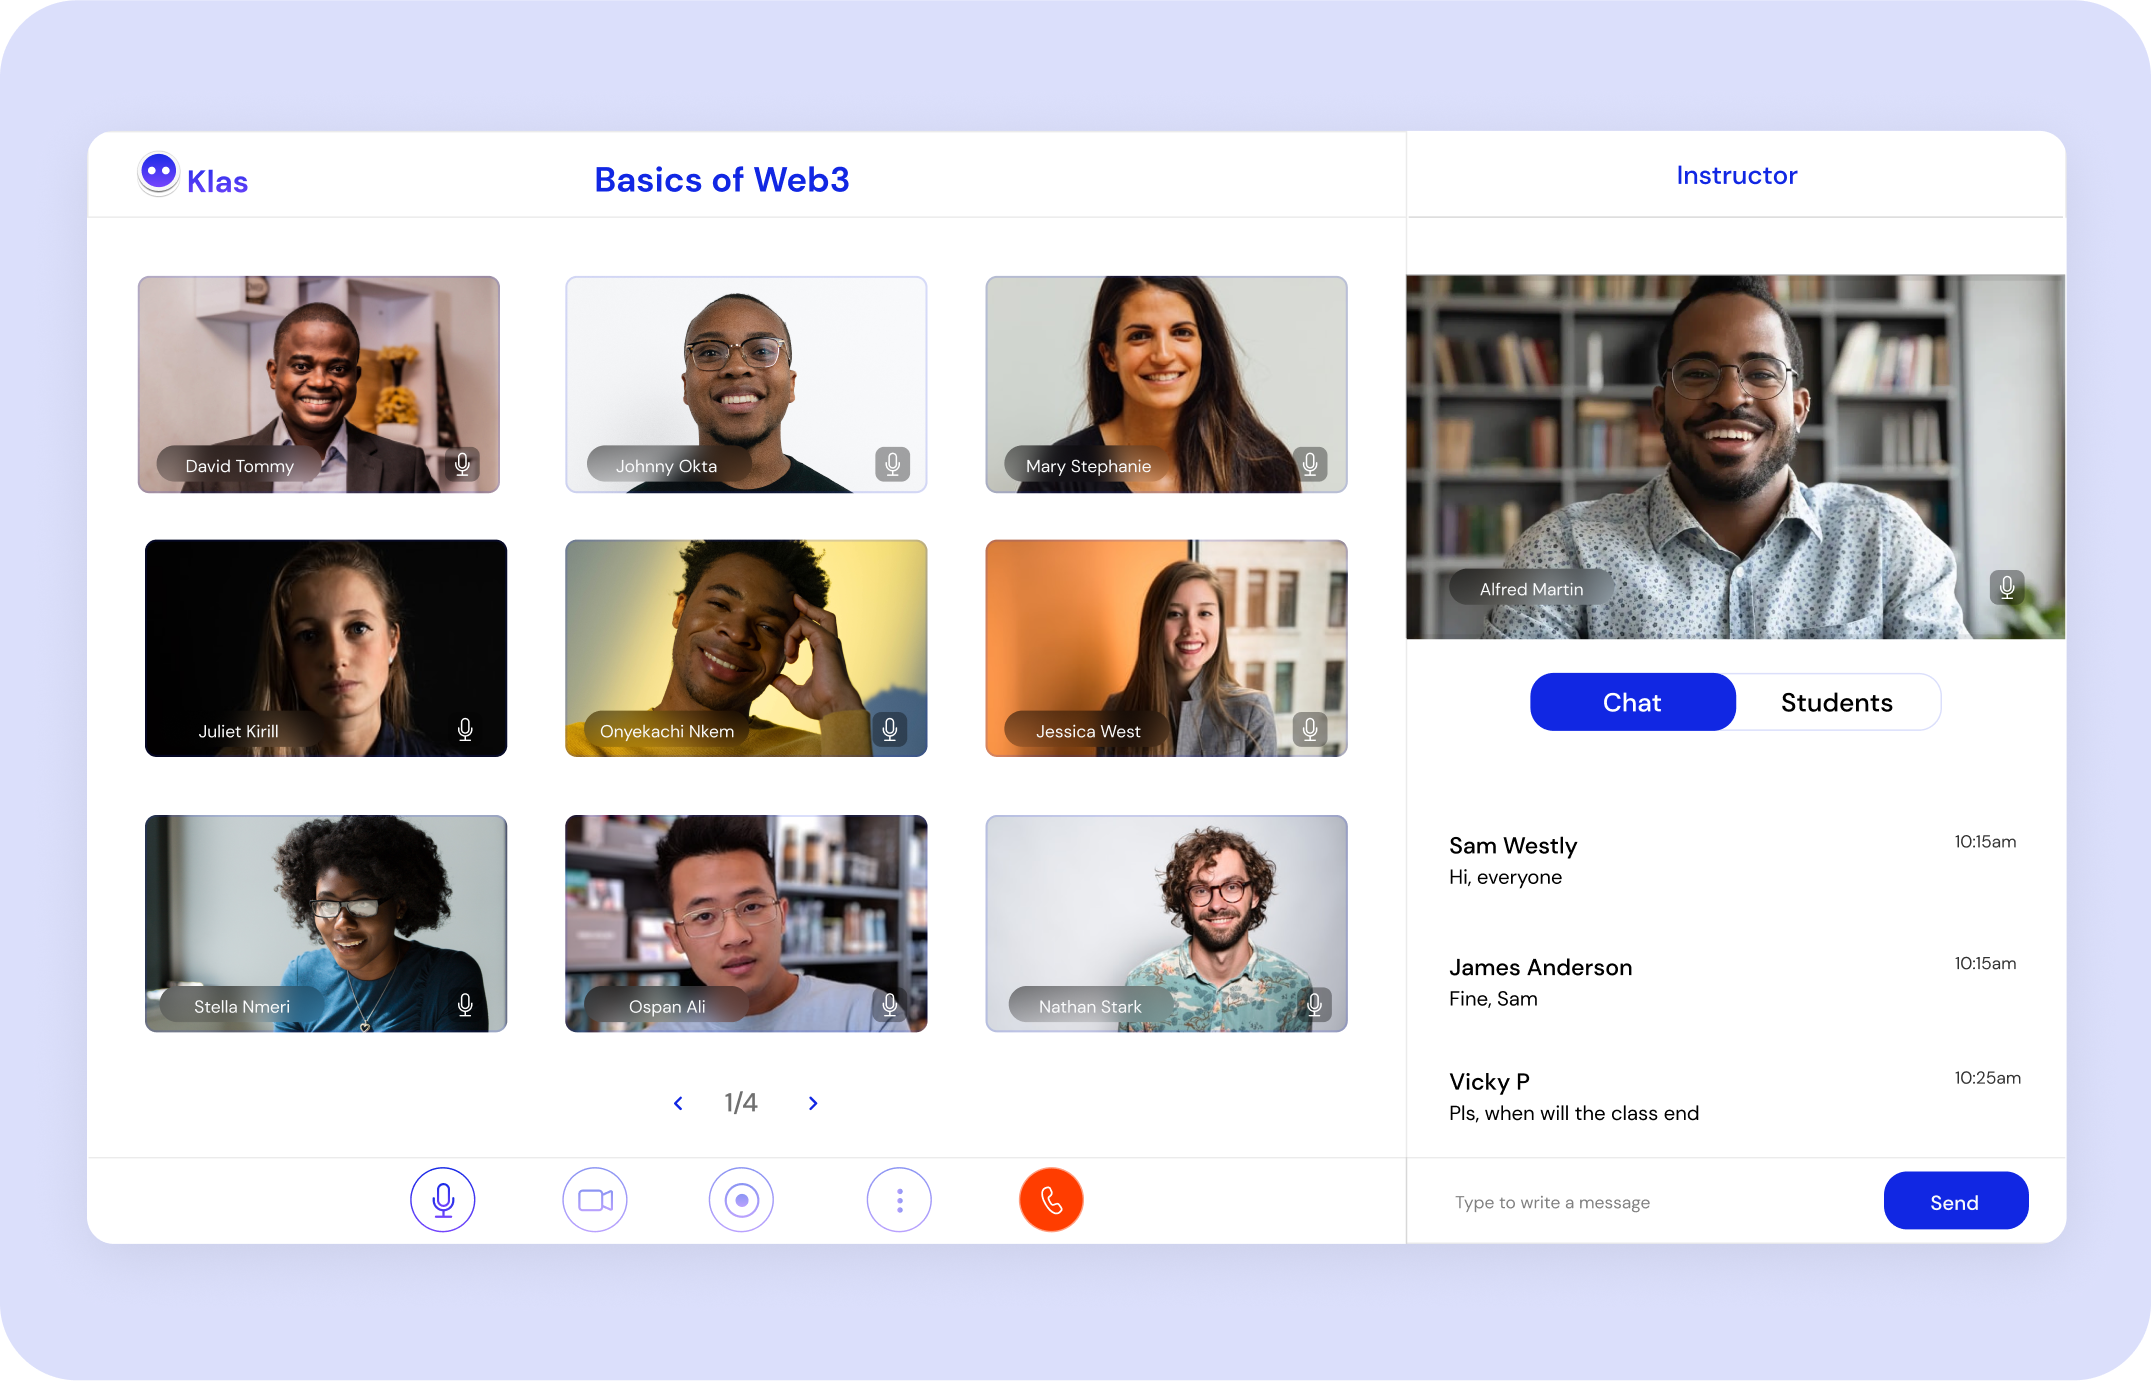 Klas
Basics of Web3
Instructor
David Tommy
Johnny Okta
Mary Stephanie
Juliet Kirill
Onyekachi Nkem
Jessica West
Stella Nmeri
Ospan Ali
Nathan Stark
1/4
Alfred Martin
Chat
Students
Sam Westly
10:15am
Hi, everyone
James Anderson
10:15am
Fine, Sam
Vicky P
10:25am
Pls, when will the class end
Type to write a message
Send